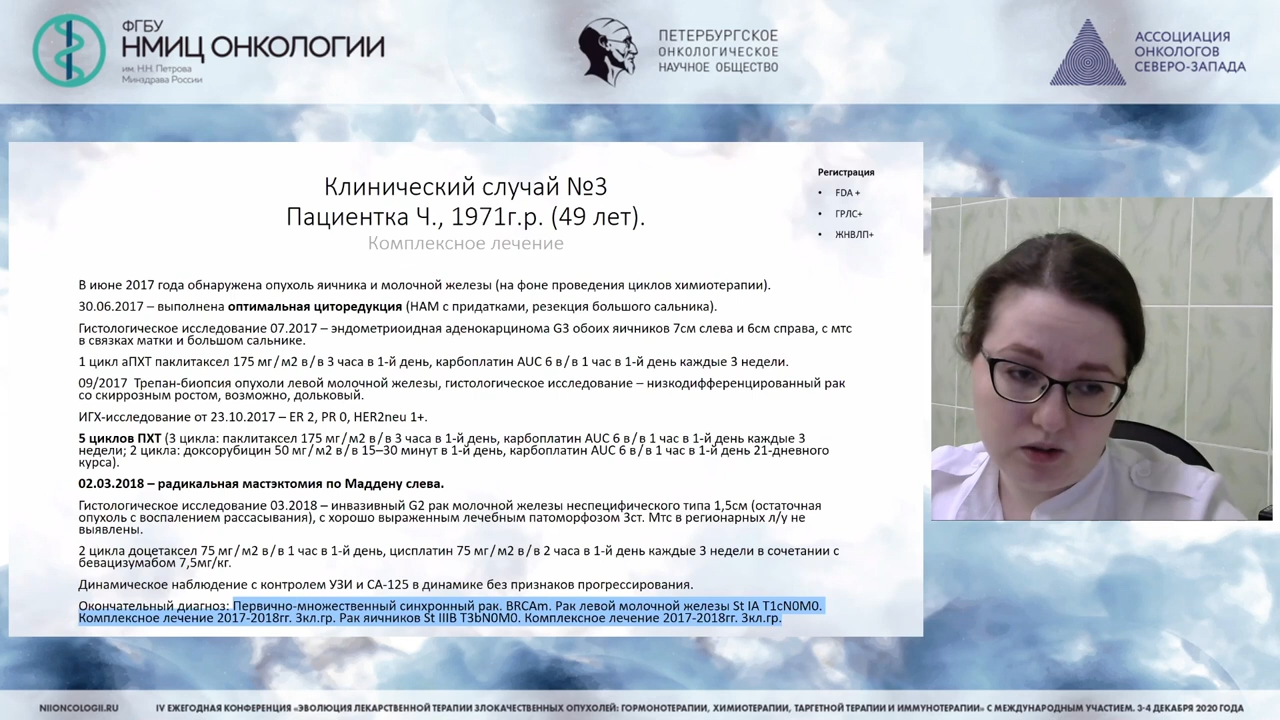 ФГБУ
НМИЦ ОНКОЛОГИИ
им. Н.Н. Петрова
Минздрава России
ПЕТЕРБУРГСКОЕ
ОНКОЛОГИЧЕСКОЕ
НАУЧНОЕ ОБЩЕСТВО
АССОЦИАЦИЯ
ОНКОЛОГОВ
СЕВЕРО-ЗАПАДА
Клинический случай №3
Пациентка Ч., 1971г.р. (49 лет).
Комплексное лечение
Регистрация
• FDA +
• ГРЛС+
• ЖНВЛП+
В июне 2017 года обнаружена опухоль яичника и молочной железы (на фоне проведения циклов химиотерапии).
30.06.2017 – выполнена оптимальная циторедукция (НАМ с придатками, резекция большого сальника).
Гистологическое исследование 07.2017 – эндометриоидная аденокарцинома G3 обоих яичников 7см слева и 6см справа, с мтс
в связках матки и большом сальнике.
1 цикл аПХТ паклитаксел 175 мг/м2 в/в 3 часа в 1-й день, карбоплатин AUC 6 в/в 1 час в 1-й день каждые 3 недели.
09/2017 Трепан-биопсия опухоли левой молочной железы, гистологическое исследование – низкодифференцированный рак
со скиррозным ростом, возможно, дольковый.
ИГХ-исследование от 23.10.2017 – ER 2, PR 0, HER2neu 1+.
5 циклов ПХТ (3 цикла: паклитаксел 175 мг/м2 в/в 3 часа в 1-й день, карбоплатин AUC 6 в/в 1 час в 1-й день каждые 3
недели; 2 цикла: доксорубицин 50 мг/м2 в/в 15–30 минут в 1-й день, карбоплатин AUC 6 в/в 1 час в 1-й день 21-дневного
курса).
02.03.2018 – радикальная мастэктомия по Маддену слева.
Гистологическое исследование 03.2018 – инвазивный G2 рак молочной железы неспецифического типа 1,5см (остаточная
опухоль с воспалением рассасывания), с хорошо выраженным лечебным патоморфозом 3ст. Мтс в регионарных л/у не
выявлены.
2 цикла доцетаксел 75 мг/м2 в/в 1 час в 1-й день, цисплатин 75 мг/м2 в/в 2 часа в 1-й день каждые 3 недели в сочетании с
бевацизумабом 7,5мг/кг.
Динамическое наблюдение с контролем УЗИ и СА-125 в динамике без признаков прогрессирования.
Окончательный диагноз: Первично-множественный синхронный рак. BRCAm. Рак левой молочной железы St IA T1cN0M0.
Комплексное лечение 2017-2018гг. 3кл.гр. Рак яичников St IIIB T3bN0M0. Комплексное лечение 2017-2018гг. 3кл.гр.
NIIONCOLOGII.RU
IV ЕЖЕГОДНАЯ КОНФЕРЕНЦИЯ «ЭВОЛЮЦИЯ ЛЕКАРСТВЕННОЙ ТЕРАПИИ ЗЛОКАЧЕСТВЕННЫХ ОПУХОЛЕЙ: ГОРМОНОТЕРАПИИ, ХИМИОТЕРАПИИ, ТАРГЕТНОЙ ТЕРАПИИ И ИММУНОТЕРАПИИ» С МЕЖДУНАРОДНЫМ УЧАСТИЕМ. 3-4 ДЕКАБРЯ 2020 ГОДА